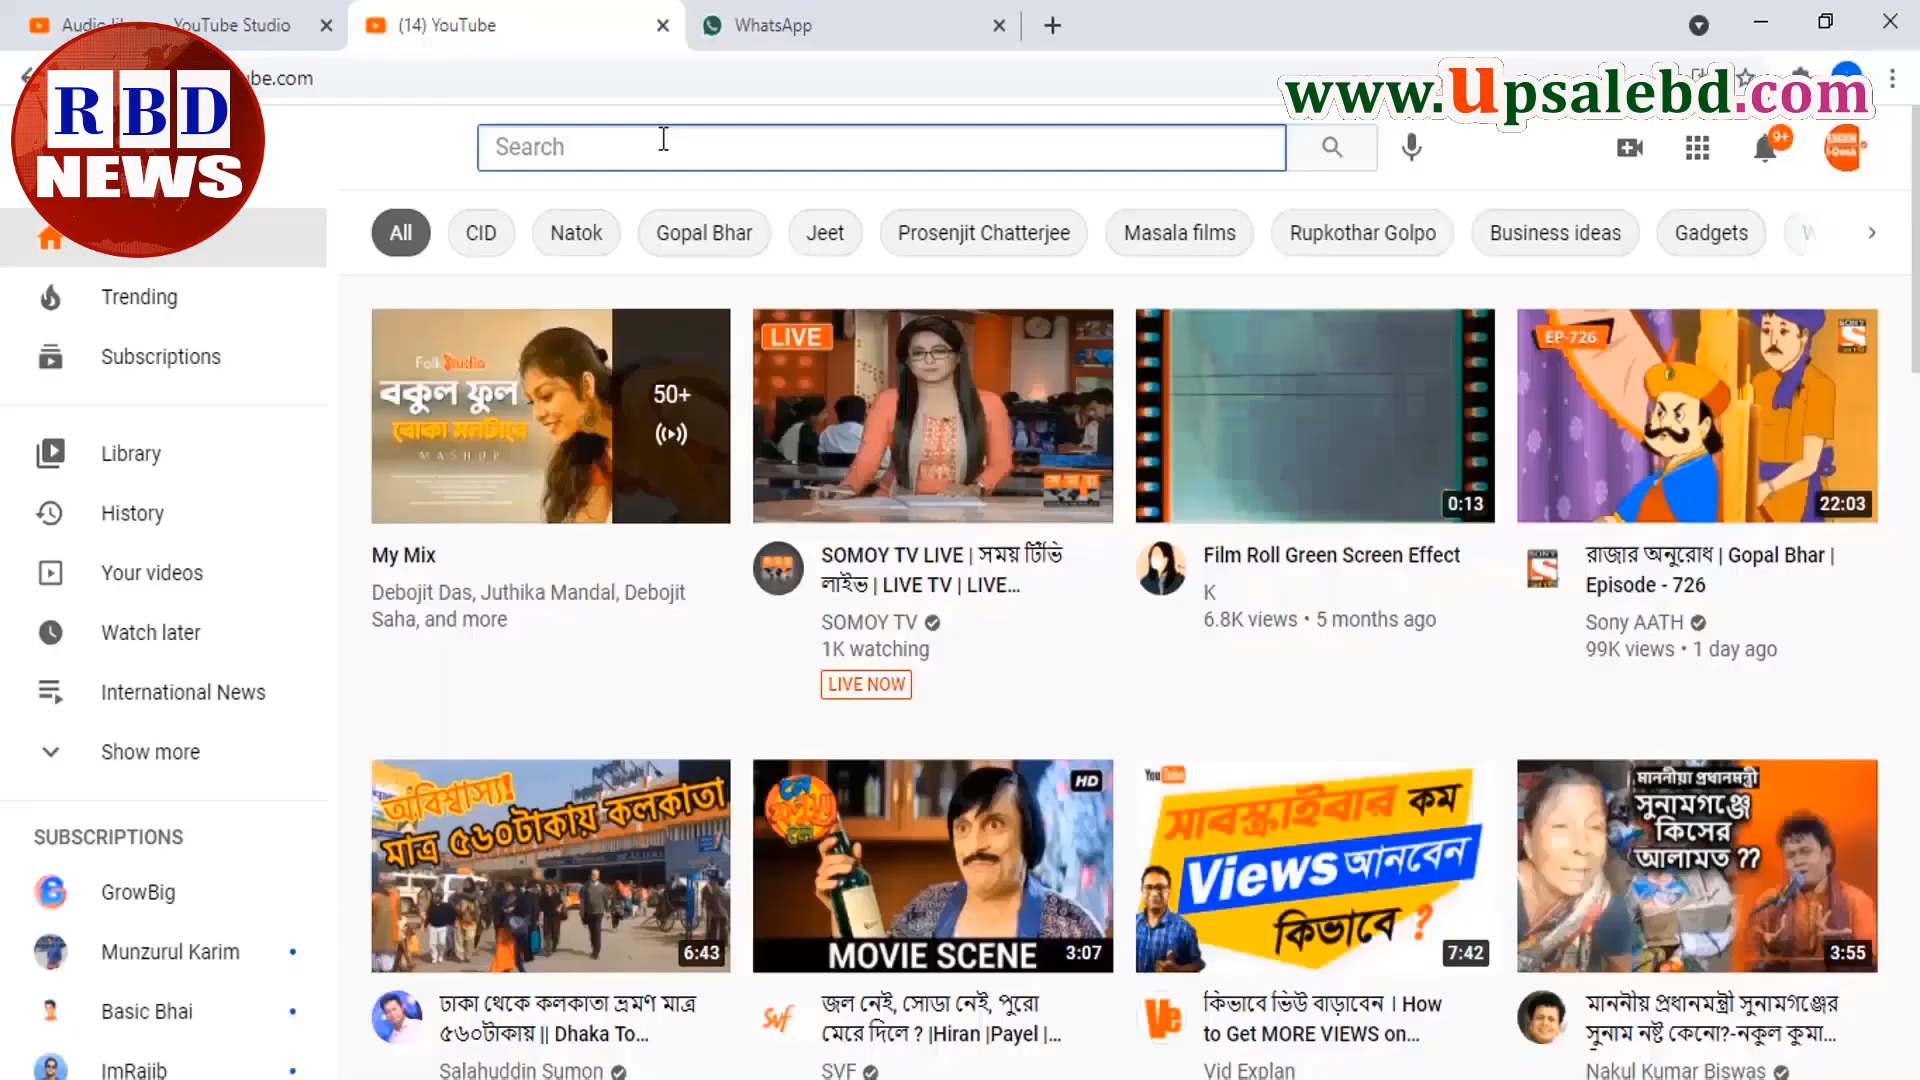 YouTube Studio
(14) YouTube
WhatsApp
be.com
RBD
NEWS
www.Upsalebd.com
Search
9+
All
CID
Natok
Gopal Bhar
Jeet
Prosenjit Chatterjee
Masala films
Rupkothar Golpo
Business ideas
Gadgets
Trending
Subscriptions
Library
History
Your videos
Watch later
International News
Show more
SUBSCRIPTIONS
GrowBig
Munzurul Karim
Basic Bhai
ImRajib
Folk Studio
বকুল ফুল
বোকা মনটারে
MASHUP
50+
My Mix
Debojit Das, Juthika Mandal, Debojit
Saha, and more
LIVE
সময়
SOMOY TV LIVE | সময় টিভি
লাইভ | LIVE TV | LIVE...
SOMOY TV
1K watching
LIVE NOW
0:13
Film Roll Green Screen Effect
K
6.8K views • 5 months ago
EP-726
SONY
22:03
রাজার অনুরোধ | Gopal Bhar |
Episode - 726
Sony AATH
99K views • 1 day ago
অবিশ্বাস্য!
মাত্র ৫৬০টাকায় কলকাতা
6:43
ঢাকা থেকে কলকাতা ভ্রমণ মাত্র
৫৬০টাকায় || Dhaka To...
Salahuddin Sumon
HD
MOVIE SCENE
3:07
জল নেই, সোডা নেই, পুরো
মেরে দিলে ? |Hiran |Payel |...
SVF
YouTube
সাবস্ক্রাইবার কম
Views আনবেন
কিভাবে ?
7:42
কিভাবে ভিউ বাড়াবেন । How
to Get MORE VIEWS on...
Vid Explan
মাননীয়া প্রধানমন্ত্রী
সুনামগঞ্জে
কিসের
আলামত ??
3:55
মাননীয় প্রধানমন্ত্রী সুনামগঞ্জের
সুনাম নষ্ট কেনো?-নকুল কুমা...
Nakul Kumar Biswas